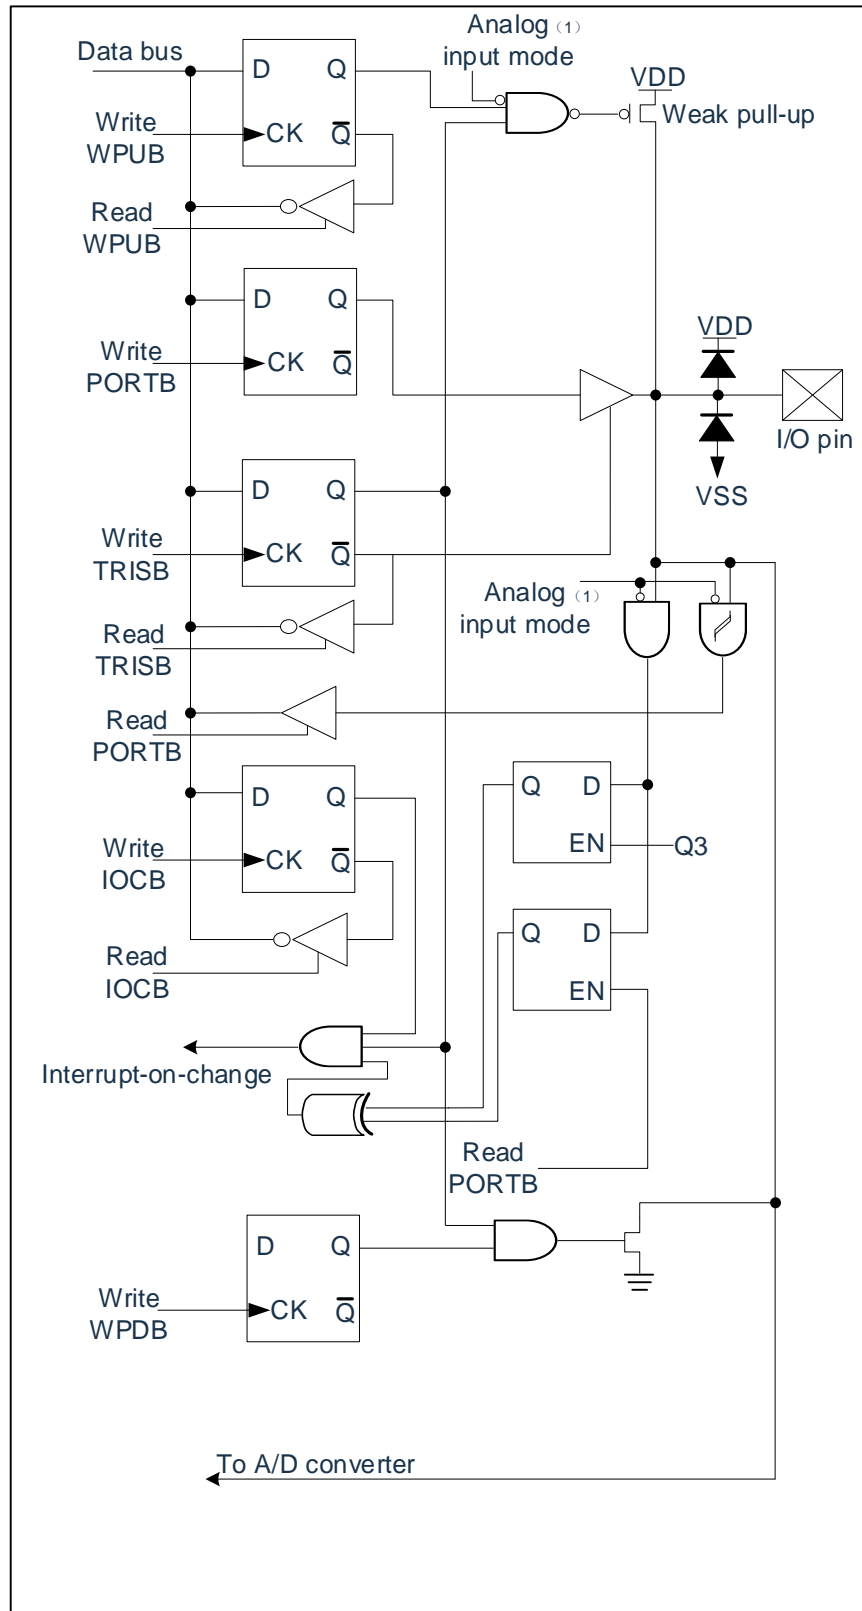 Data bus
D
Q
Write
WPUB
CK
Q
Read
WPUB
Analog (1)
input mode
VDD
Weak pull-up
D
Q
Write
PORTB
CK
Q
VDD
I/O pin
VSS
D
Q
Write
TRISB
CK
Q
Analog (1)
input mode
Read
TRISB
Read
PORTB
D
Q
Write
IOCB
CK
Q
Q
D
EN
Q3
Read
IOCB
Q
D
EN
Interrupt-on-change
Read
PORTB
D
Q
Write
WPDB
CK
Q
To A/D converter